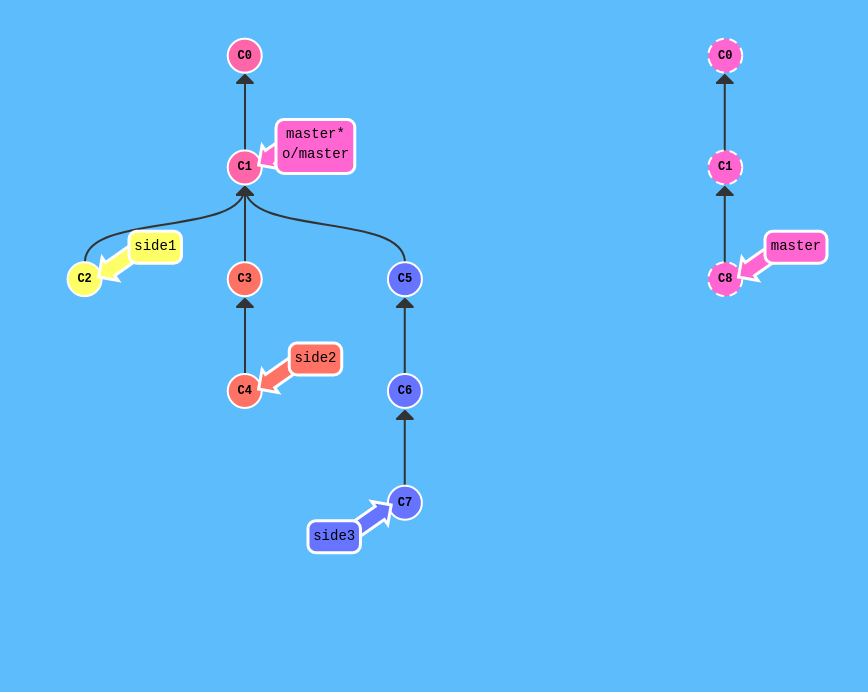 C0
C0
master*
o/master
C1
C1
side1
master
C2
C3
C5
C8
side2
C4
C6
C7
side3